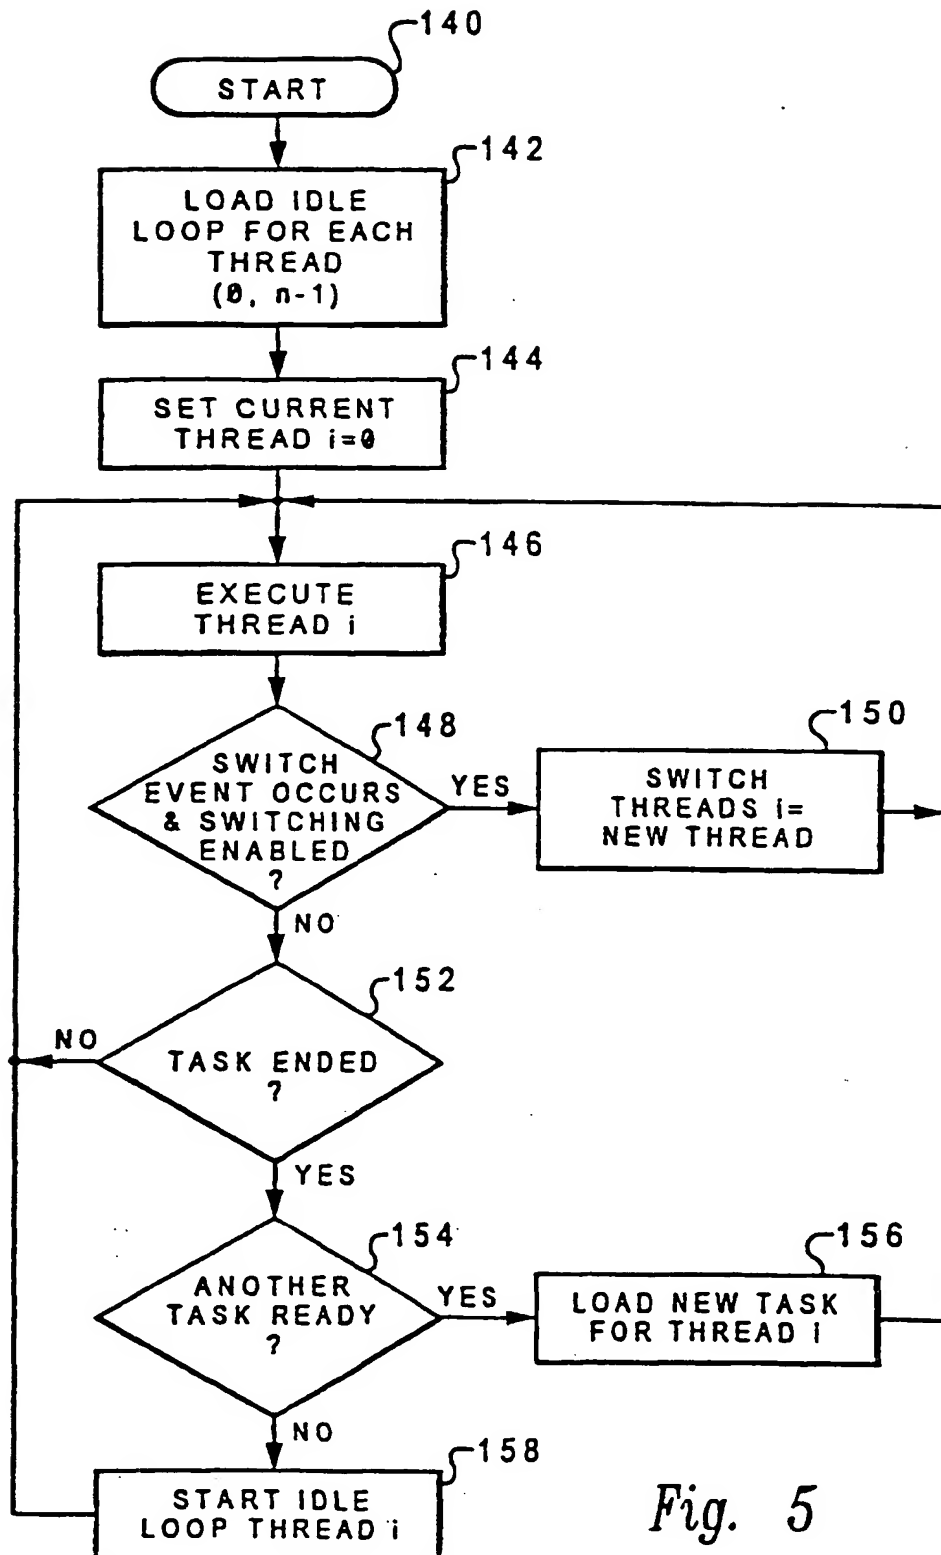 140
START
142
LOAD IDLE
LOOP FOR EACH
THREAD
(0, n-1)
144
SET CURRENT
THREAD i=0
146
EXECUTE
THREAD i
148
SWITCH
EVENT OCCURS
& SWITCHING
ENABLED
?
YES
150
SWITCH
THREADS i=
NEW THREAD
NO
152
NO
TASK ENDED
?
YES
154
ANOTHER
TASK READY
?
YES
156
LOAD NEW TASK
FOR THREAD i
NO
158
START IDLE
LOOP THREAD i
Fig. 5